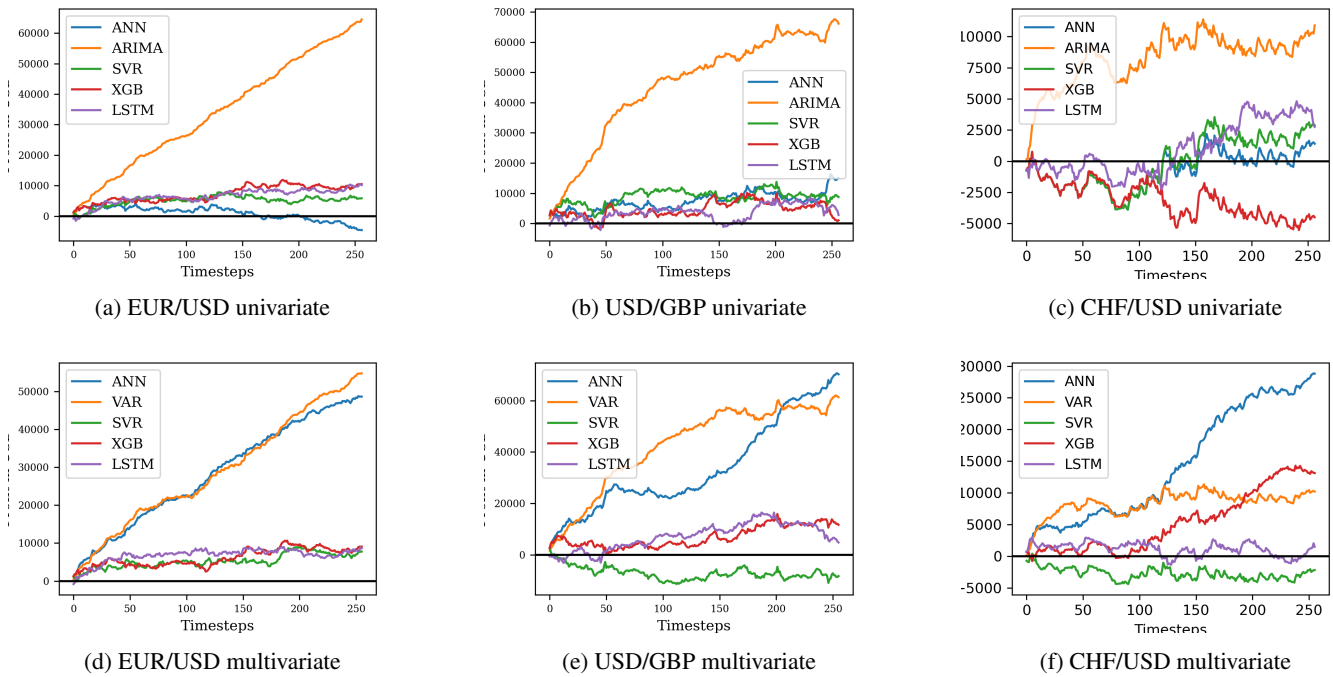 ANN
ARIMA
SVR
XGB
LSTM
60000
50000
40000
30000
20000
10000
0
0 50 100 150 200 250
Timesteps
(a) EUR/USD univariate
70000
60000
50000
40000
30000
20000
10000
0
ANN
ARIMA
SVR
XGB
LSTM
0 50 100 150 200 250
Timesteps
(b) USD/GBP univariate
ANN
ARIMA
SVR
XGB
LSTM
10000
7500
5000
2500
0
-2500
-5000
0 50 100 150 200 250
Timesteps
(c) CHF/USD univariate
ANN
VAR
SVR
XGB
LSTM
50000
40000
30000
20000
10000
0
0 50 100 150 200 250
Timesteps
(d) EUR/USD multivariate
ANN
VAR
SVR
XGB
LSTM
60000
40000
20000
0
0 50 100 150 200 250
Timesteps
(e) USD/GBP multivariate
30000
25000
20000
15000
10000
5000
0
-5000
ANN
VAR
SVR
XGB
LSTM
0 50 100 150 200 250
Timesteps
(f) CHF/USD multivariate